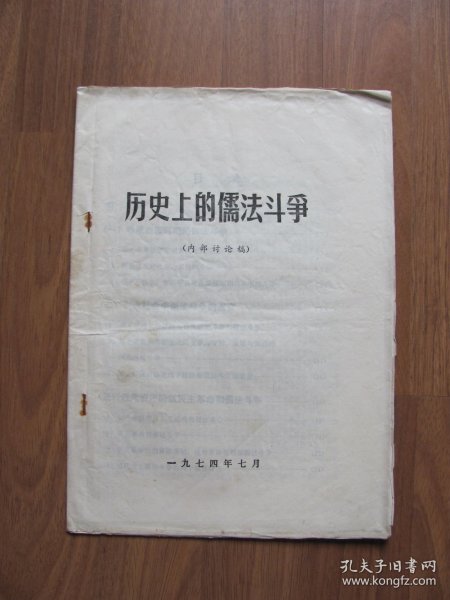 历史上的儒法斗爭
(内部讨论稿)
一九七四年七月
孔夫子旧书网
www.kongfz.com